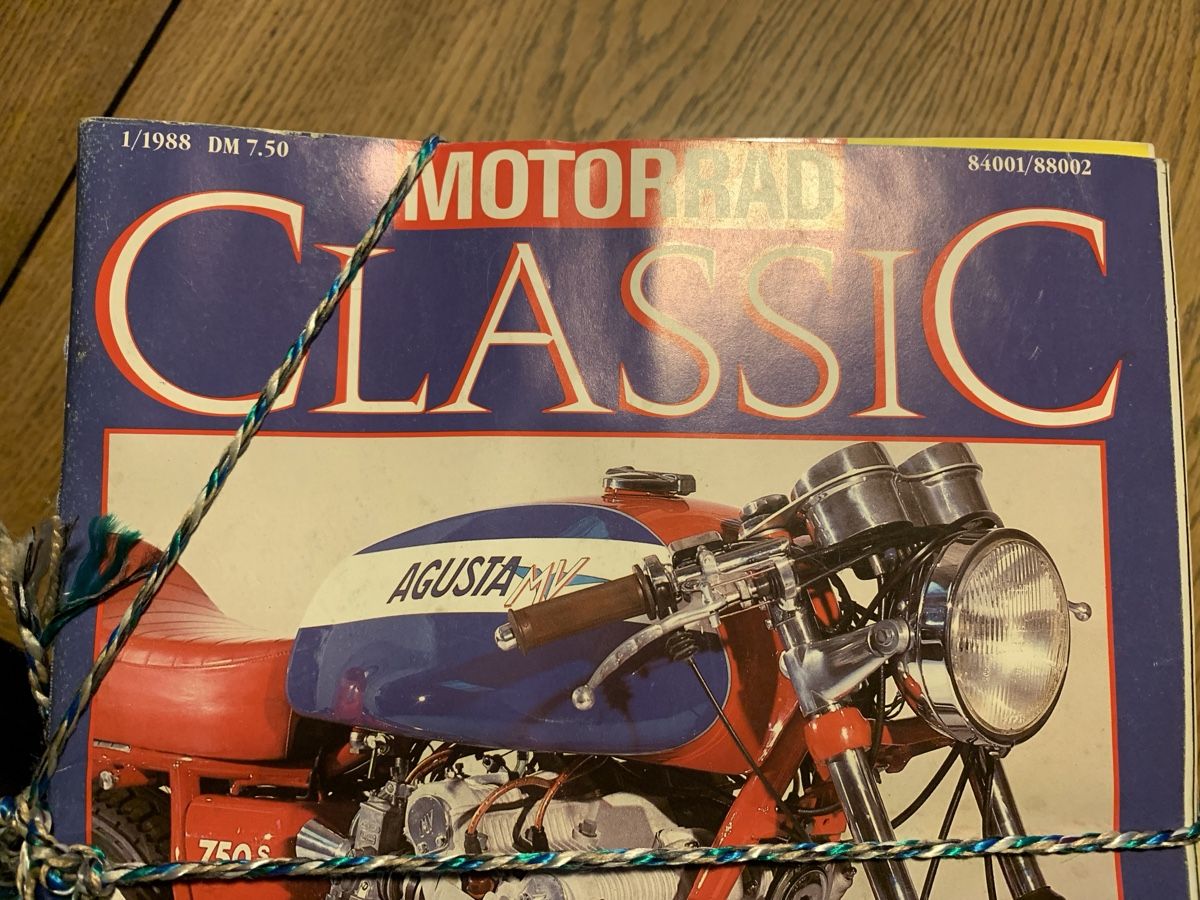 1/1988 DM 7.50
84001/88002
MOTORRAD
CLASSIC
AGUSTA MV
750 S